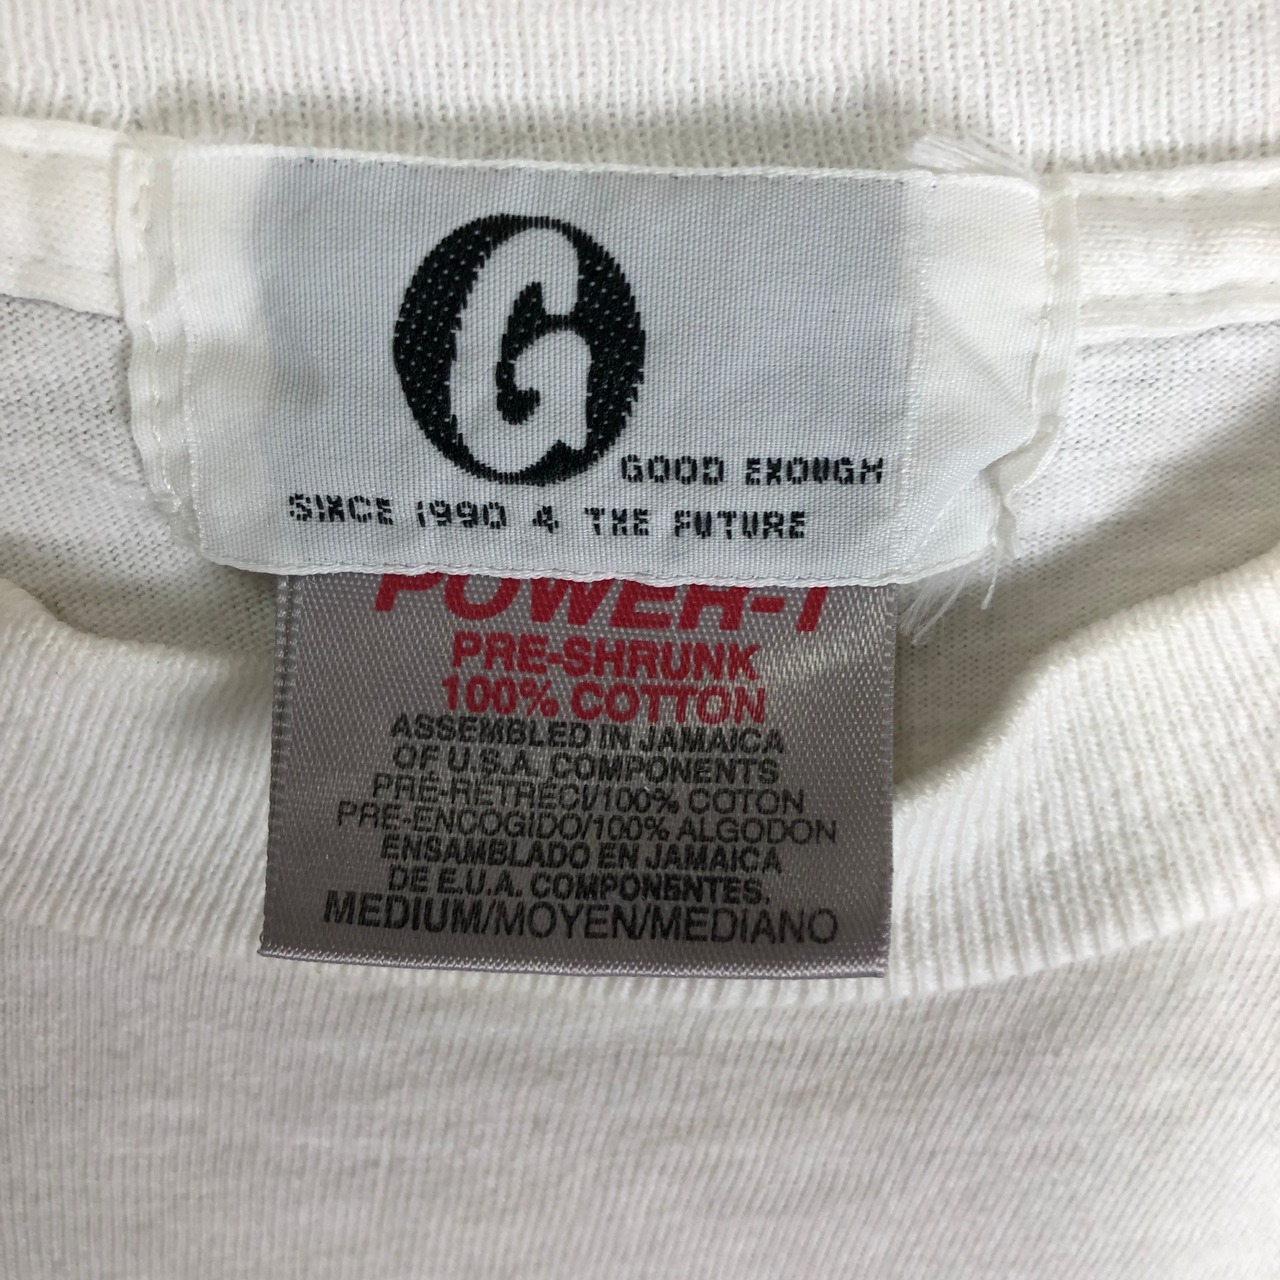 G
GOOD ENOUGH
SINCE 1990 4 THE FUTURE
POWER-T
PRE-SHRUNK
100% COTTON
ASSEMBLED IN JAMAICA
OF U.S.A. COMPONENTS
PRÉ-RETRECI/100% COTON
PRE-ENCOGIDO/100% ALGODON
ENSAMBLADO EN JAMAICA
DE E.U.A. COMPONENTES.
MEDIUM/MOYEN/MEDIANO